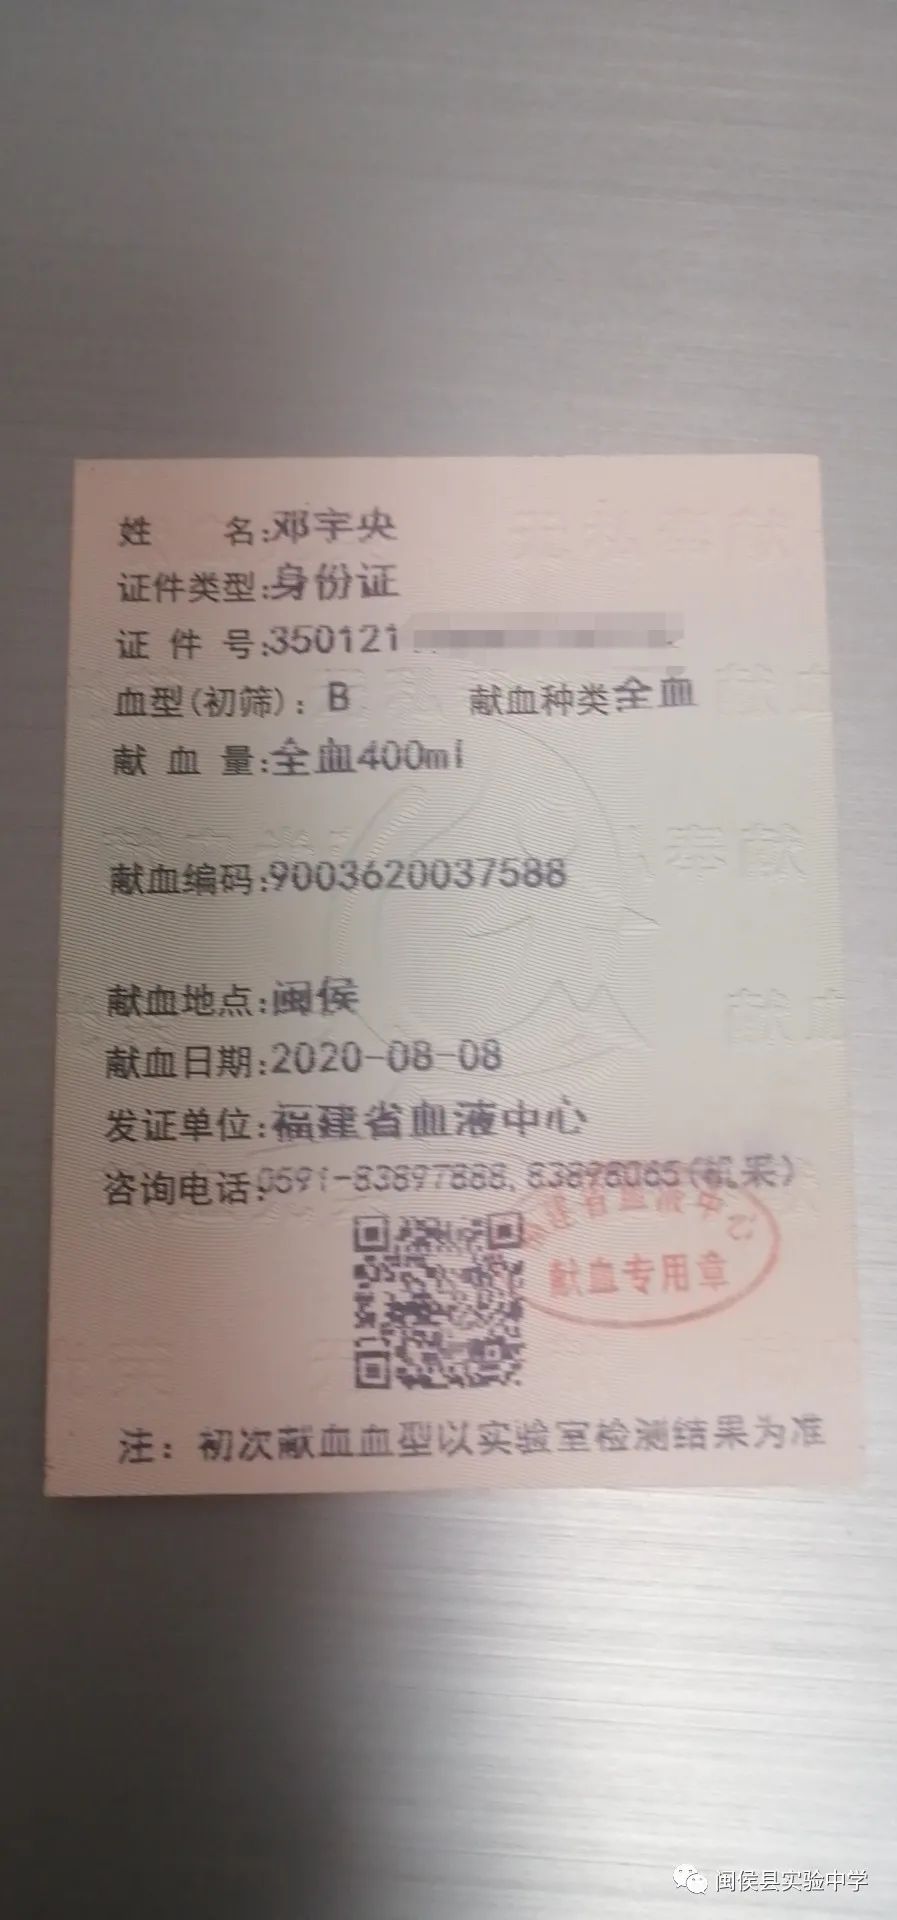 姓 名:邓宇央
证件类型:身份证
证 件 号:350121
血型(初筛): B 献血种类全血
献 血 量:全血400ml
献血编码:9003620037588
献血地点:闽侯
献血日期:2020-08-08
发证单位:福建省血液中心
咨询电话:0591-83897888,83898065(机采)
献血专用章
注: 初次献血血型以实验室检测结果为准
闽侯县实验中学